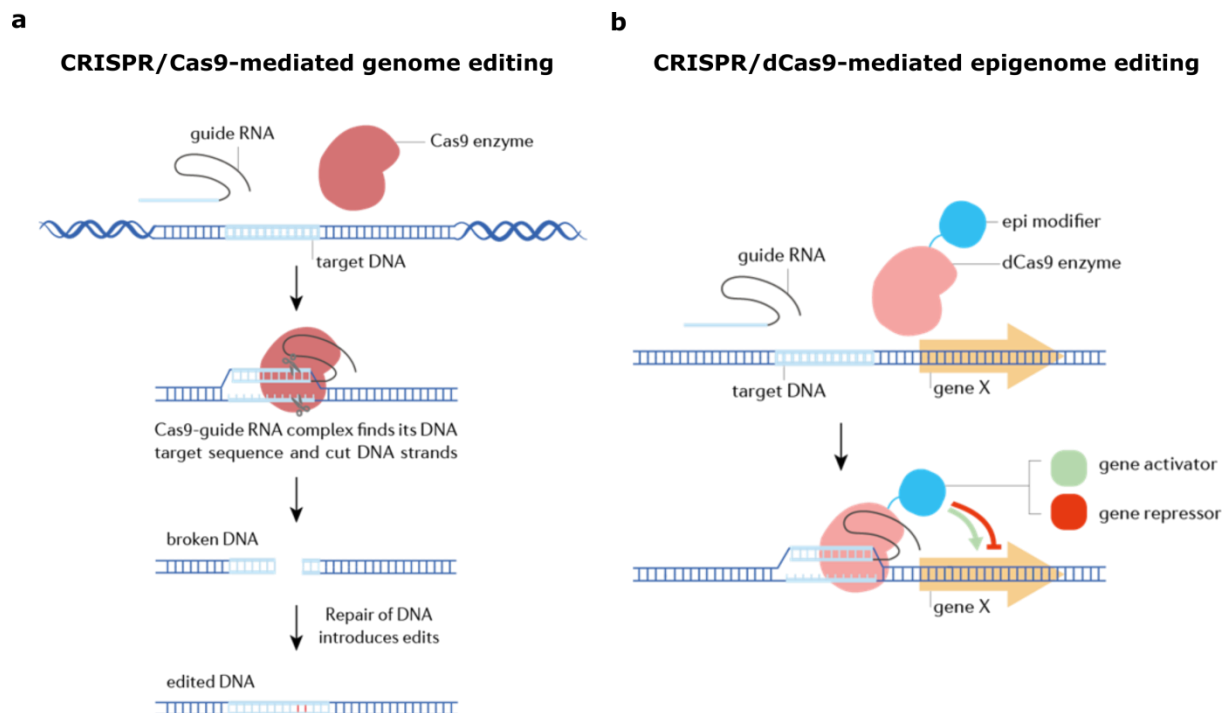 a
CRISPR/Cas9-mediated genome editing
guide RNA
Cas9 enzyme
target DNA
Cas9-guide RNA complex finds its DNA
target sequence and cut DNA strands
broken DNA
Repair of DNA
introduces edits
edited DNA
b
CRISPR/dCas9-mediated epigenome editing
epi modifier
guide RNA
dCas9 enzyme
target DNA
gene X
gene activator
gene repressor
gene X